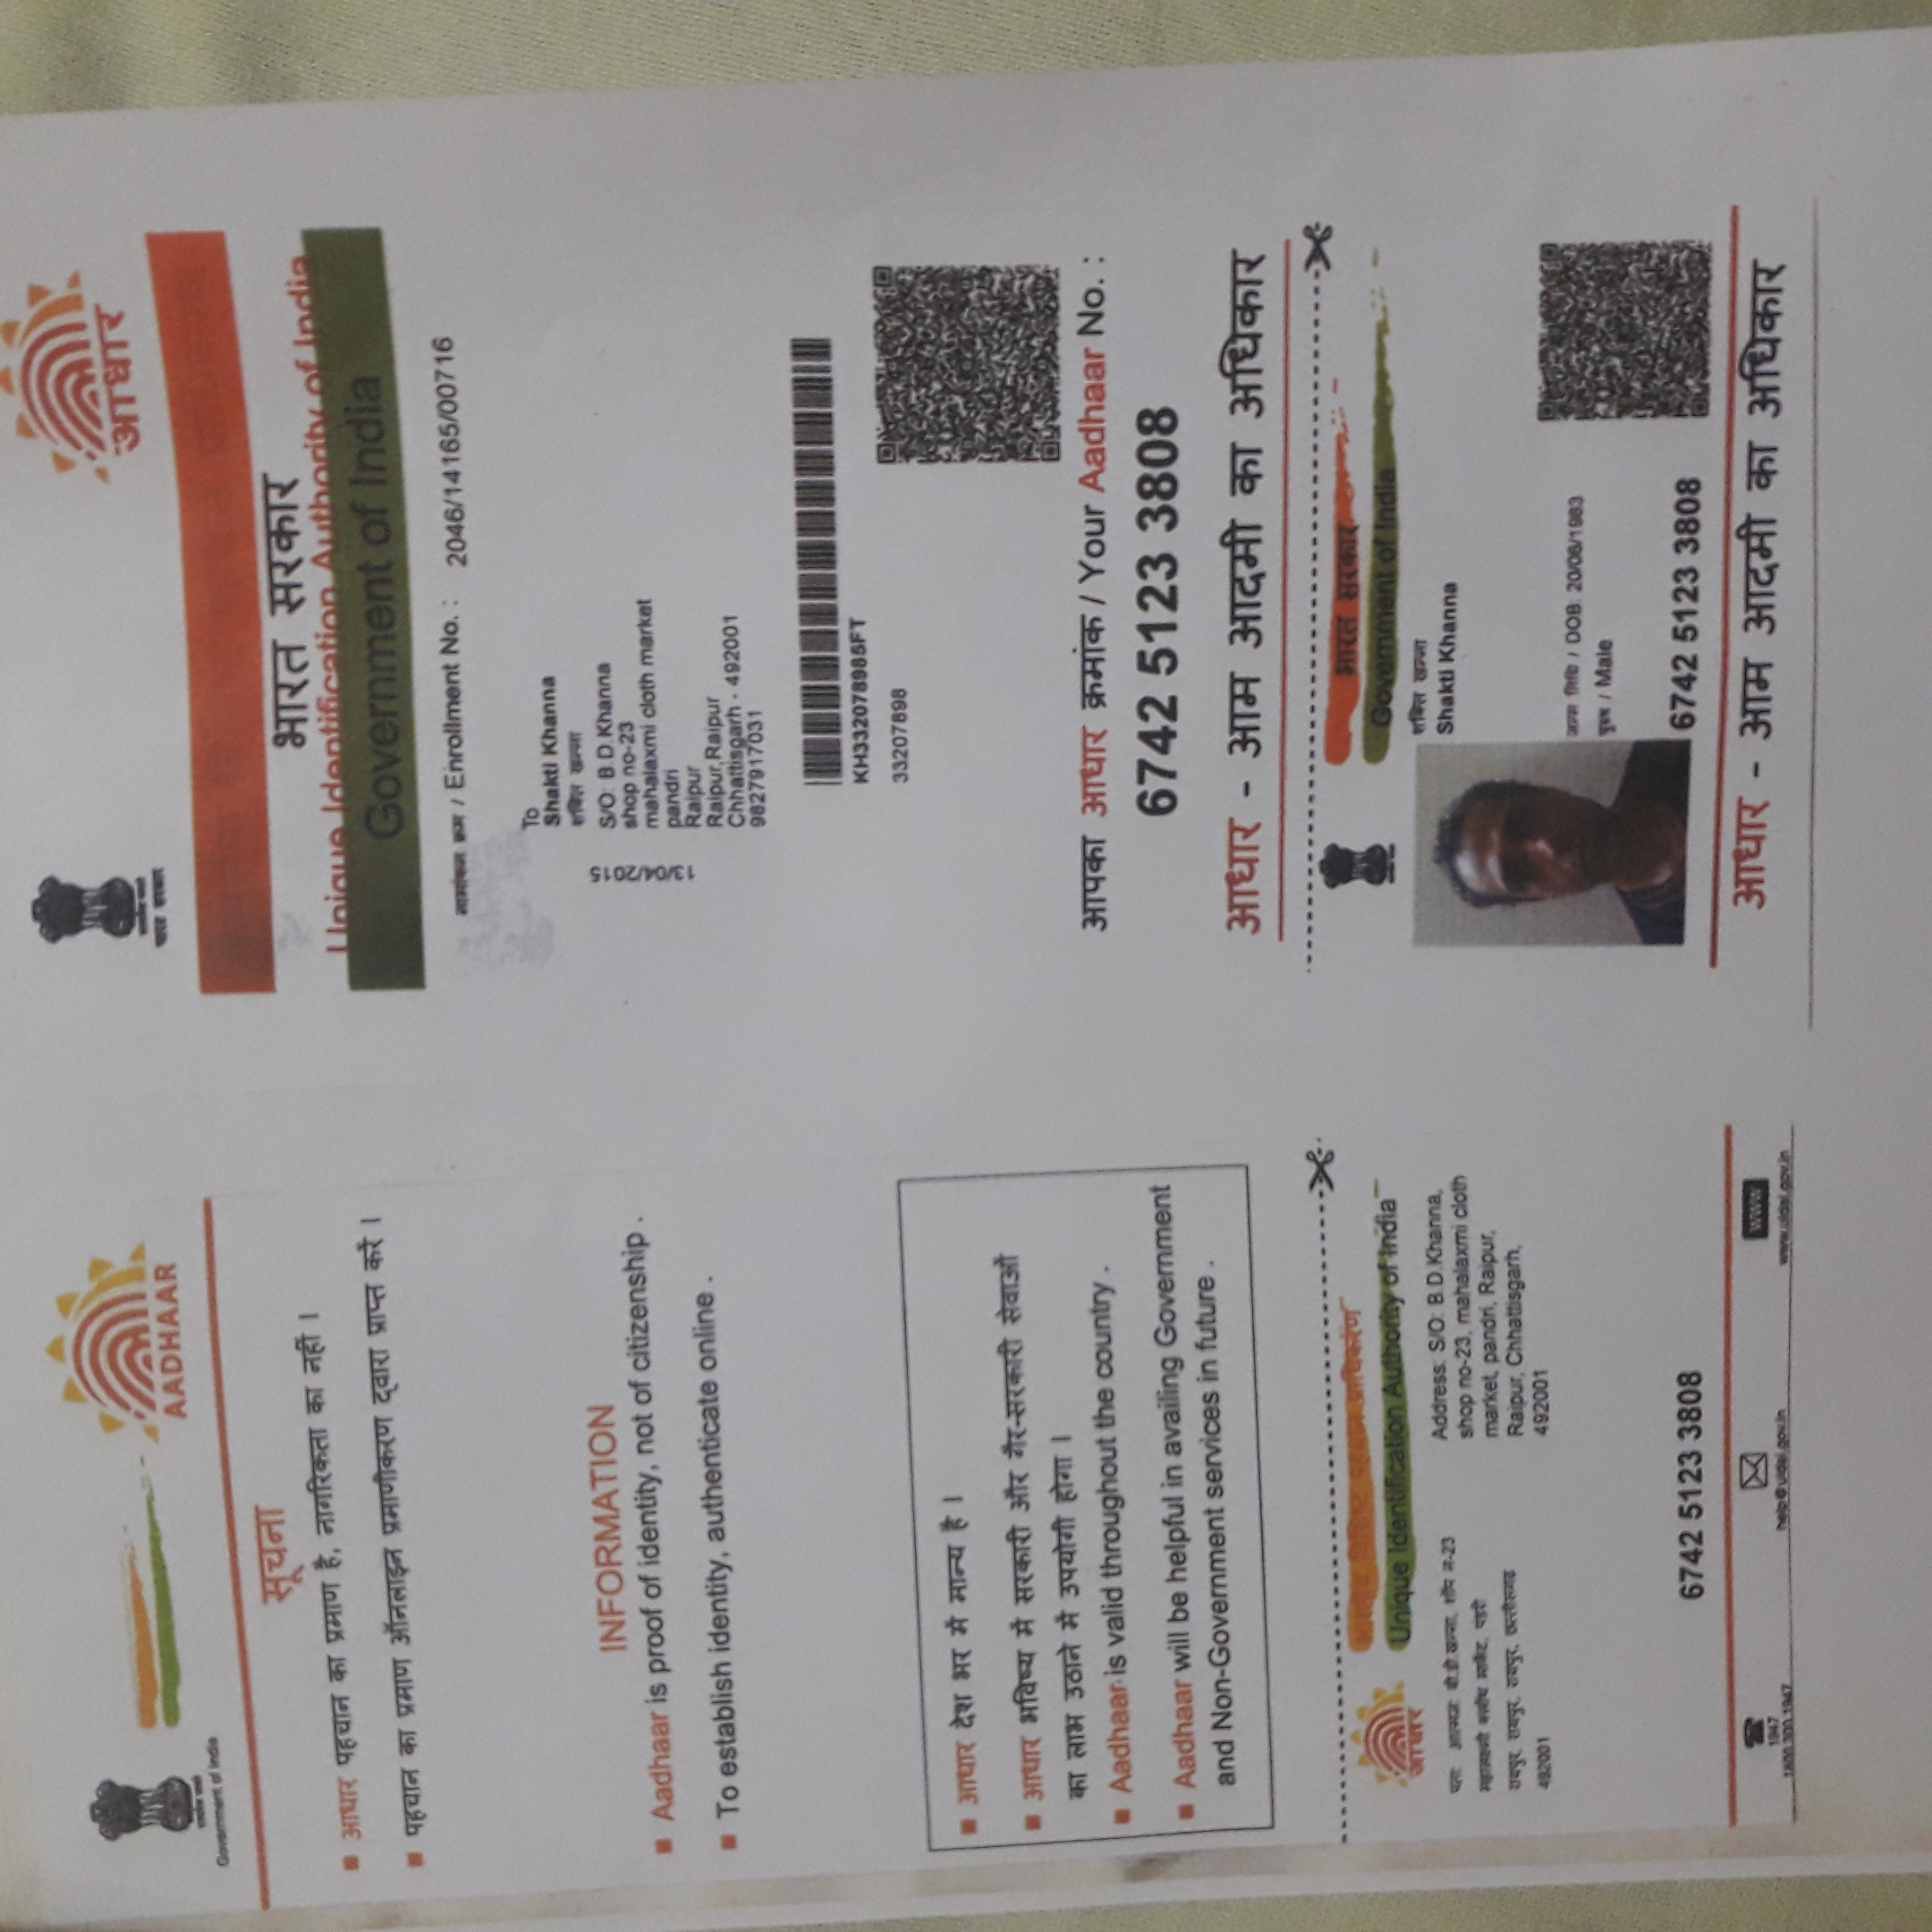 Government of India
AADHAAR
सूचना
आधार पहचान का प्रमाण है, नागरिकता का नहीं ।
पहचान का प्रमाण ऑनलाइन प्रमाणीकरण द्वारा प्राप्त करें ।
INFORMATION
Aadhaar is proof of identity, not of citizenship .
To establish identity, authenticate online .
आधार देश भर में मान्य है ।
आधार भविष्य में सरकारी और गैर-सरकारी सेवाओं
का लाभ उठाने में उपयोगी होगा ।
Aadhaar is valid throughout the country .
Aadhaar will be helpful in availing Government
and Non-Government services in future .
भारतीय विशिष्ट पहचान प्राधिकरण
Unique Identification Authority of India
आधार
पता: आत्मज: बी.डी.खन्ना, शॉप न-23
महालक्ष्मी क्लॉथ मार्केट, पंडरी
रायपुर, रायपुर, रायपुर, छत्तीसगढ़
492001
Address: S/O: B.D.Khanna,
shop no-23, mahalaxmi cloth
market, pandri, Raipur,
Raipur, Chhattisgarh,
492001
6742 5123 3808
1947
1800 300 1947
help@uidai.gov.in
www
www.uidai.gov.in
भारत सरकार
आधार
भारत सरकार
Unique Identification Authority of India
Government of India
नामांकन क्रम / Enrollment No. : 2046/14165/00716
To
Shakti Khanna
शक्ति खन्ना
S/O: B.D.Khanna
shop no-23
mahalaxmi cloth market
pandri
Raipur
Raipur,Raipur
Chhattisgarh - 492001
9827917031
13/04/2015
KH332078985FT
33207898
आपका आधार क्रमांक / Your Aadhaar No. :
6742 5123 3808
आधार - आम आदमी का अधिकार
भारत सरकार
Government of India
शक्ति खन्ना
Shakti Khanna
जन्म तिथि / DOB: 20/06/1983
पुरुष / Male
6742 5123 3808
आधार - आम आदमी का अधिकार